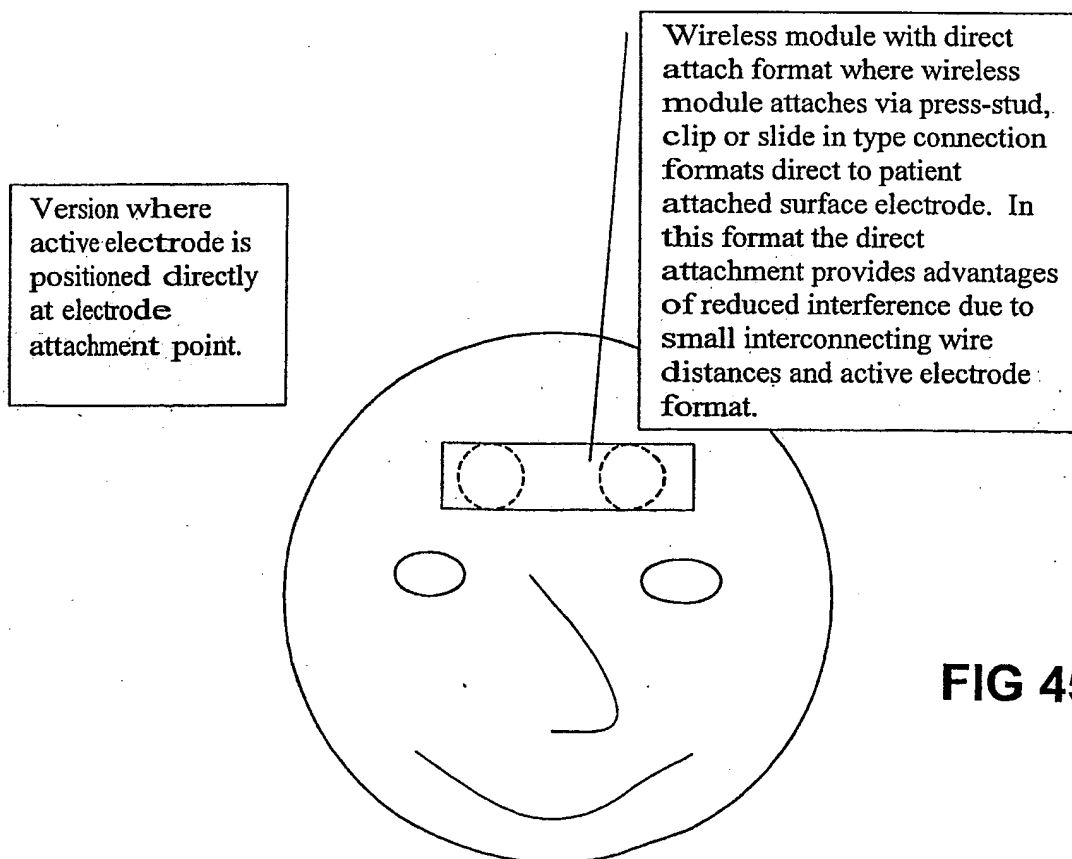 Wireless module with direct
attach format where wireless
module attaches via press-stud,
clip or slide in type connection
formats direct to patient
attached surface electrode. In
this format the direct
attachment provides advantages
of reduced interference due to
small interconnecting wire
distances and active electrode
format.
Version where
active electrode is
positioned directly
at electrode
attachment point.
FIG 45